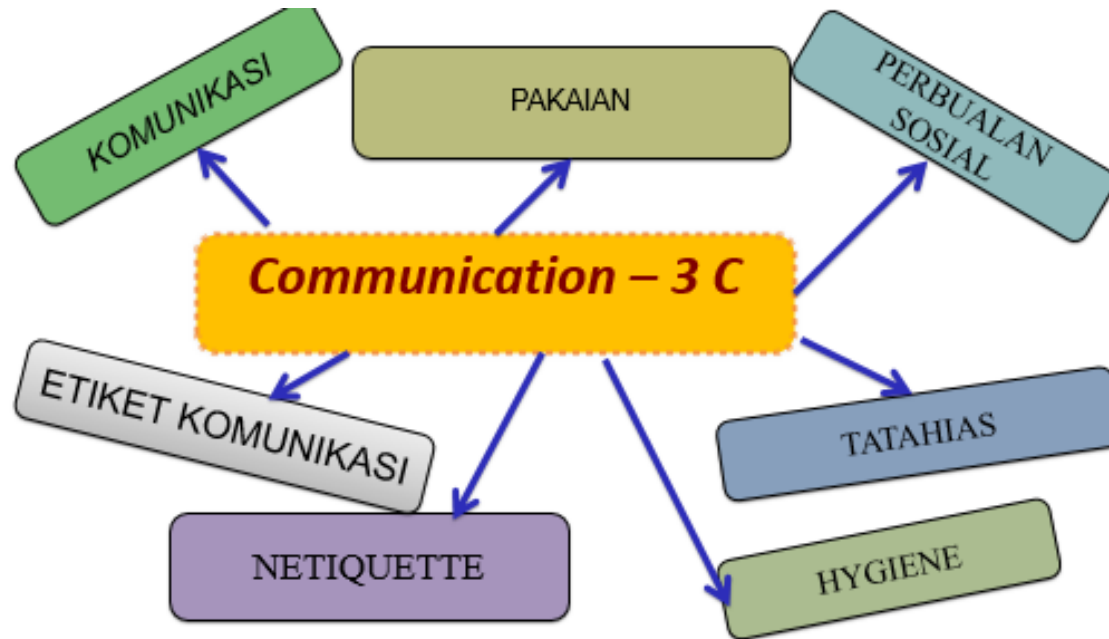 KOMUNIKASI
PAKAIAN
PERBUALAN
SOSIAL
Communication – 3 C
ETIKET KOMUNIKASI
TATAHIAS
NETIQUETTE
HYGIENE